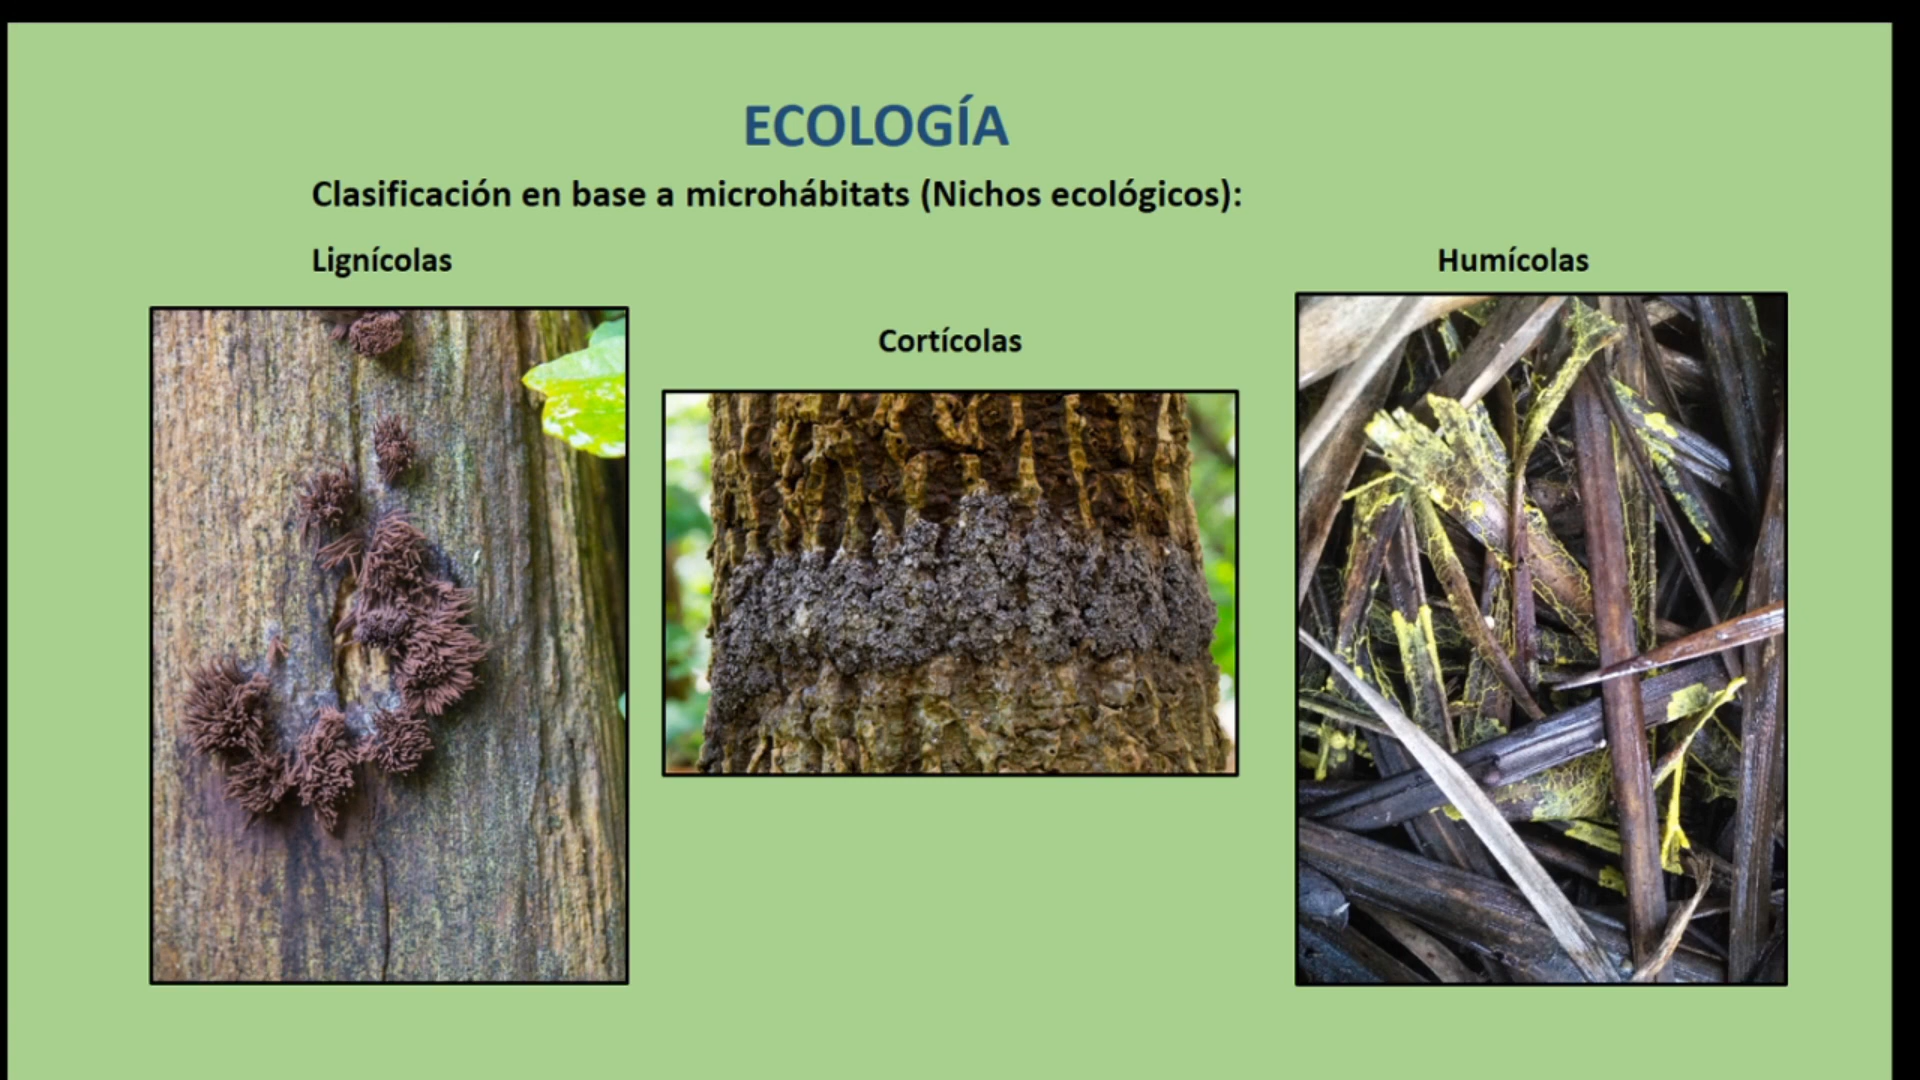 ECOLOGÍA
Clasificación en base a microhábitats (Nichos ecológicos):
Lignícolas
Cortícolas
Humícolas